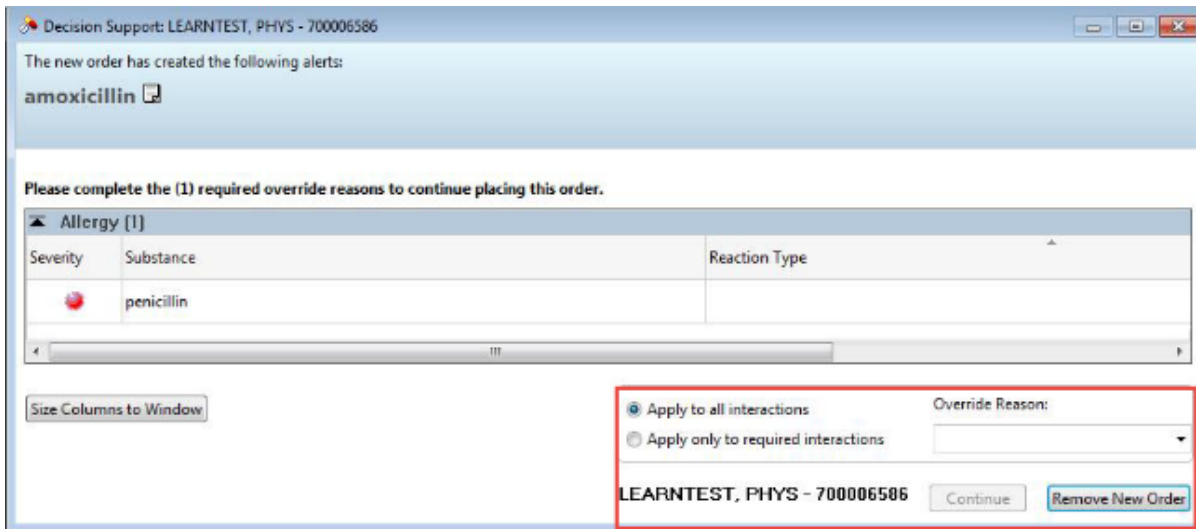 Decision Support: LEARNTEST, PHYS - 700006586
The new order has created the following alerts:
amoxicillin
Please complete the (1) required override reasons to continue placing this order.
Allergy (1)
Severity Substance Reaction Type
penicillin
Size Columns to Window
Apply to all interactions Override Reason:
Apply only to required interactions
LEARNTEST, PHYS - 700006586 Continue Remove New Order